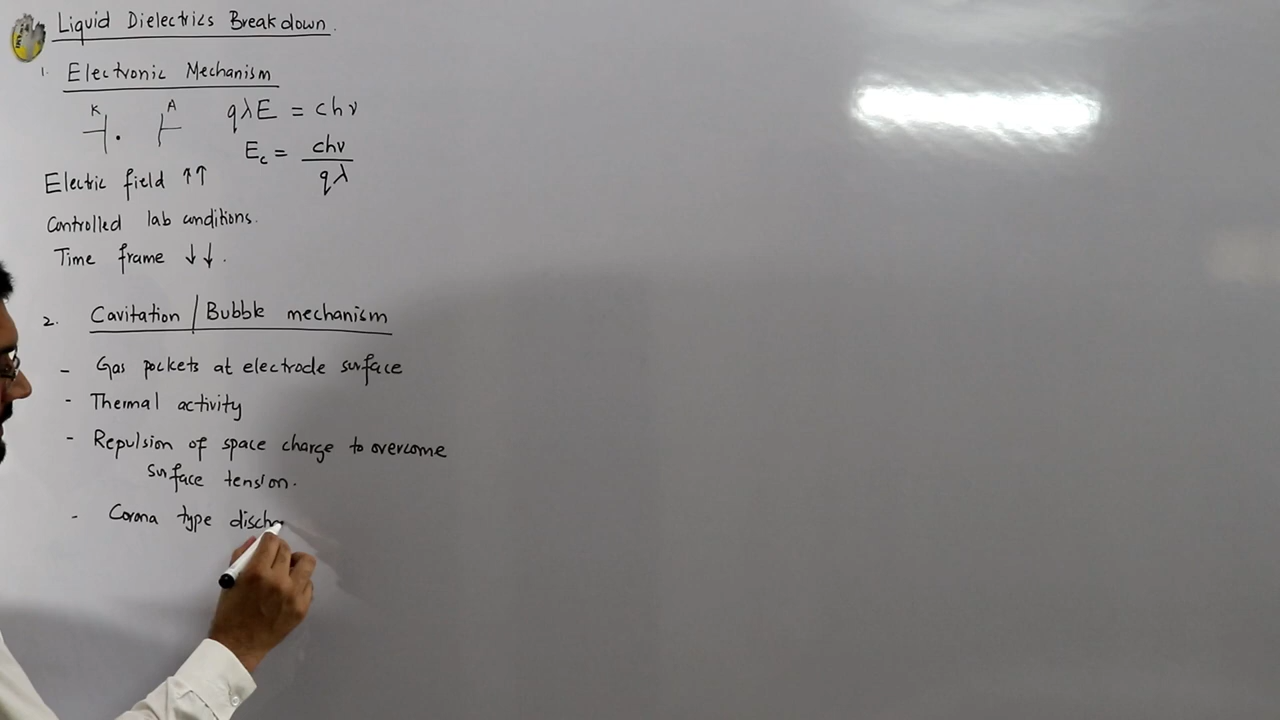 Liquid Dielectrics Breakdown.
1. Electronic Mechanism
K A qλE = chν
E_c = chν / qλ
Electric field ↑↑
Controlled lab conditions.
Time frame ↓↓.
2. Cavitation / Bubble mechanism
- Gas pockets at electrode surface
- Thermal activity
- Repulsion of space charge to overcome
surface tension.
- Corona type discha